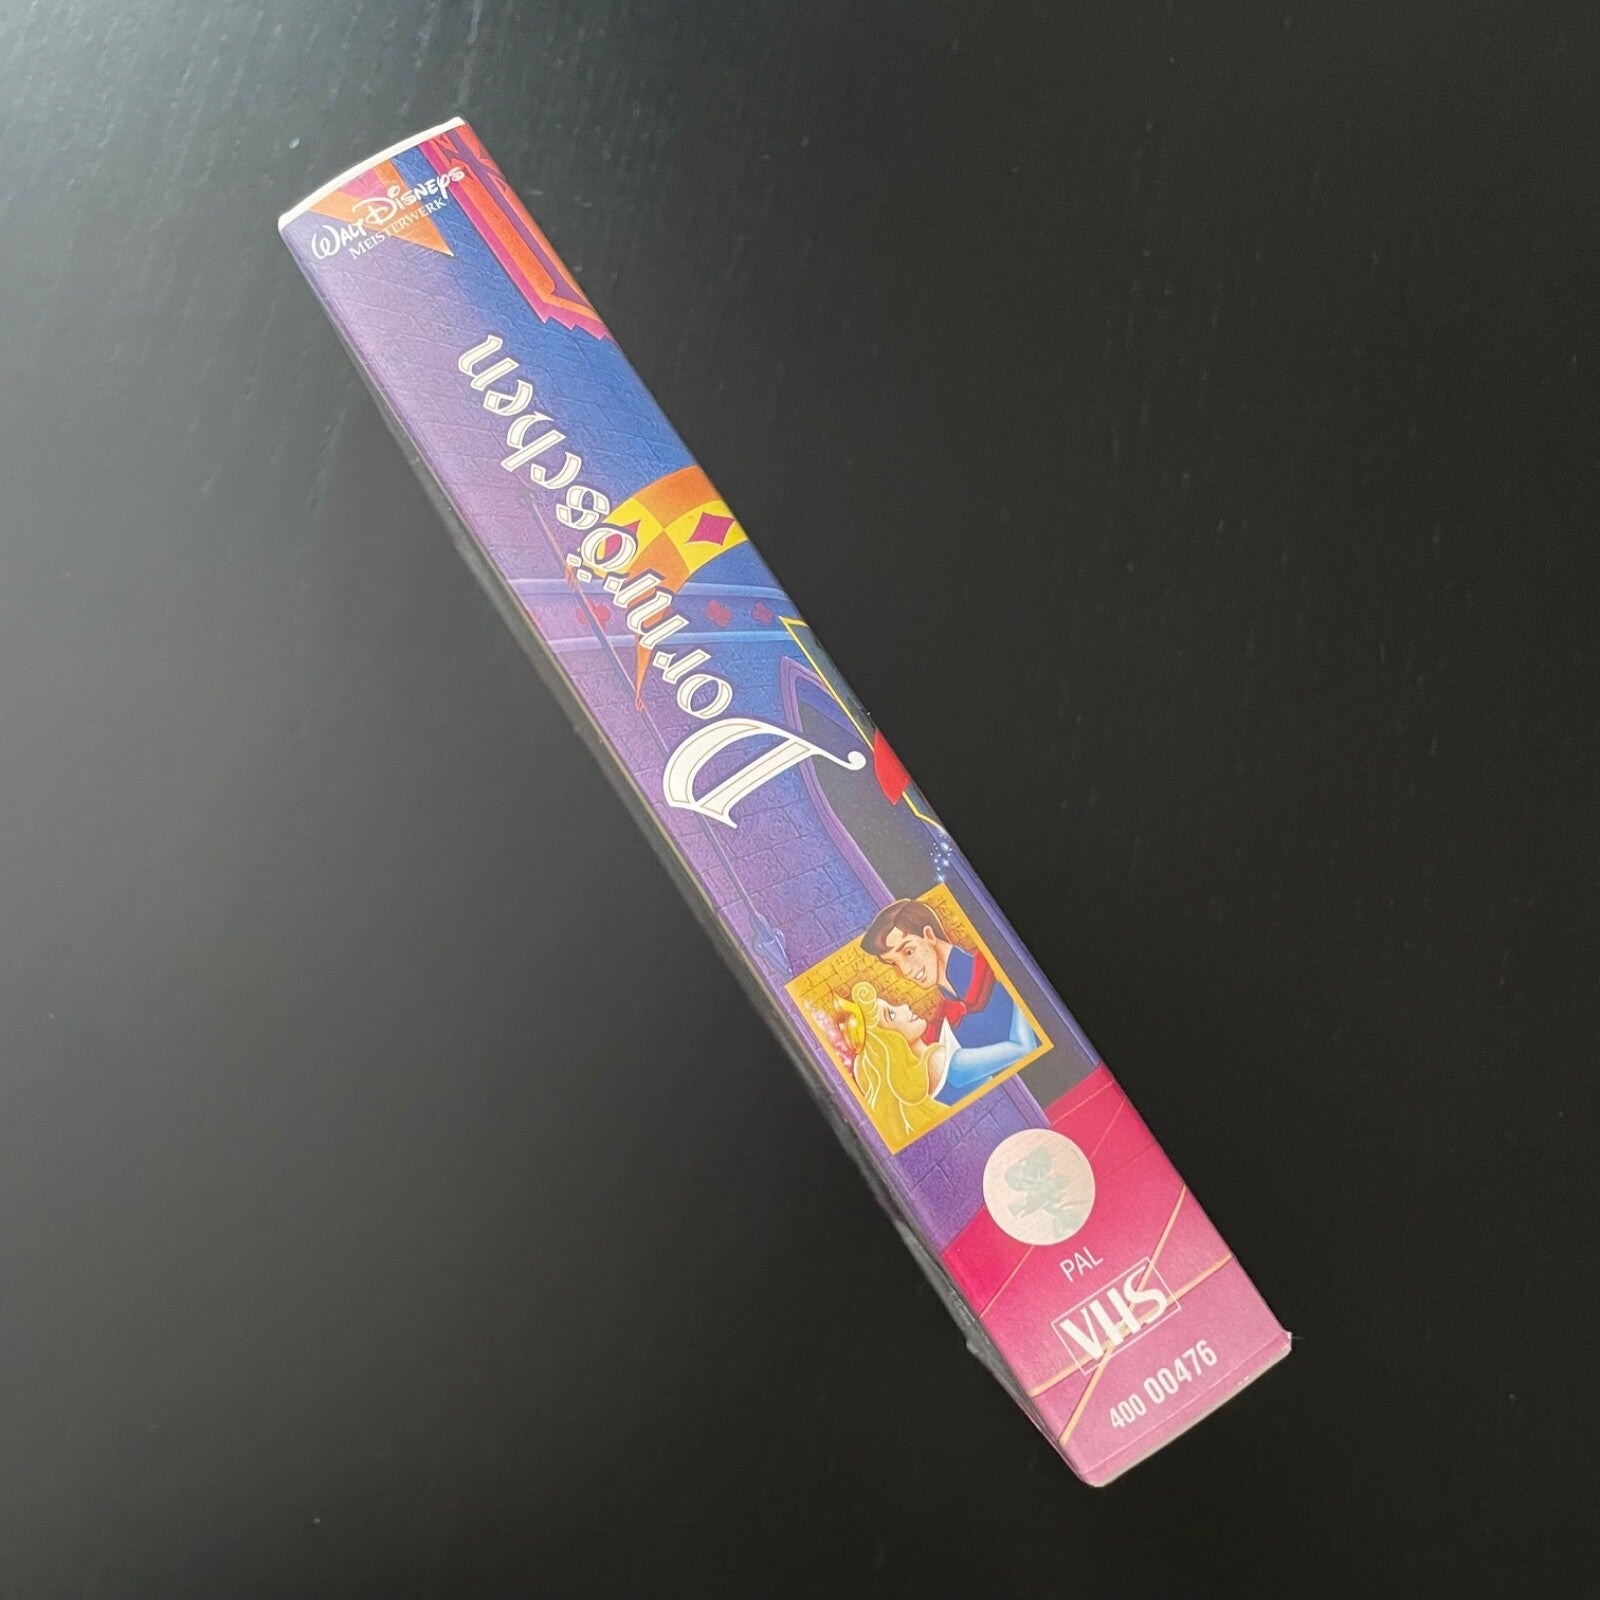 WALT DISNEYS
MEISTERWERK
Dornröschen
PAL
VHS
400 00476